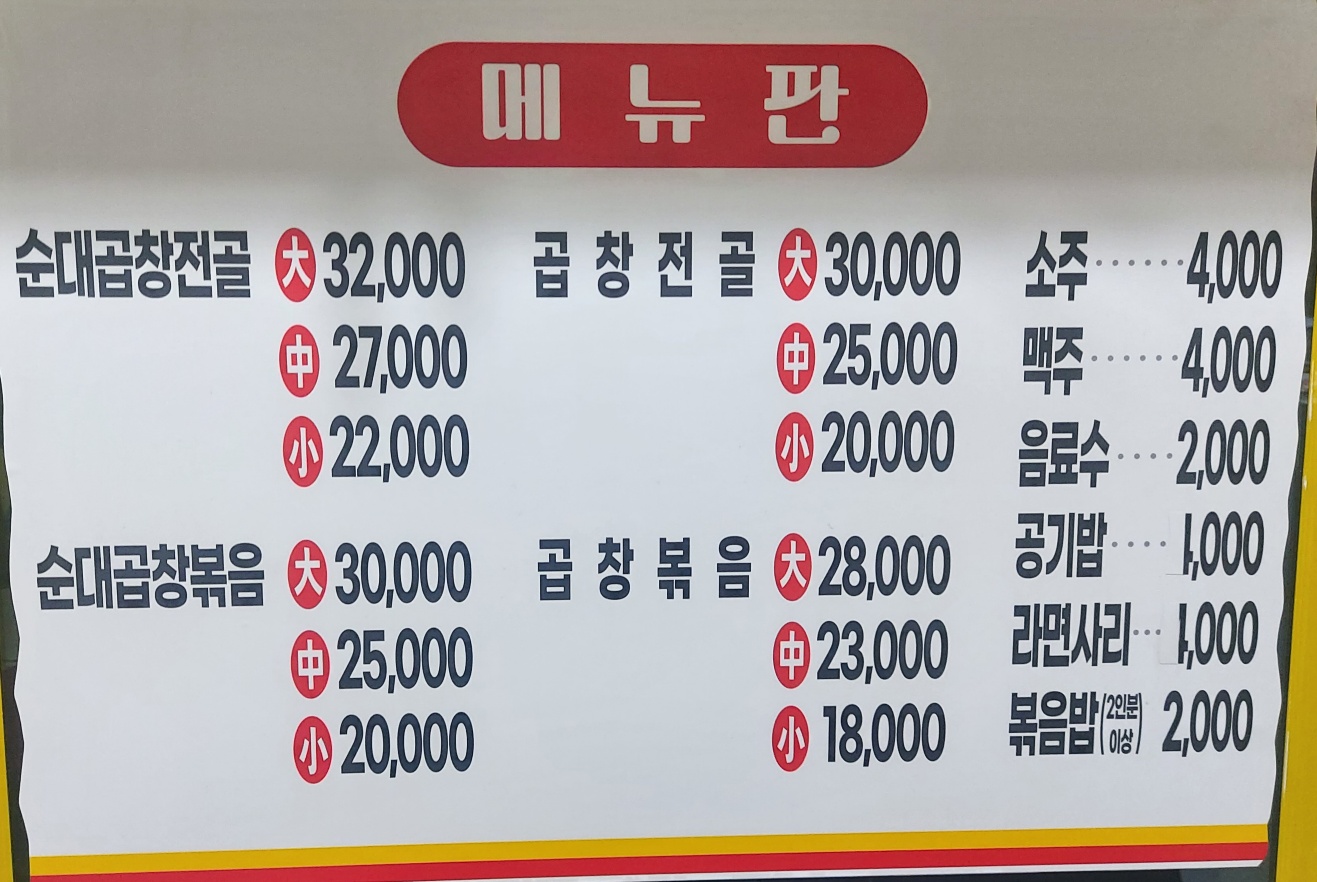 메뉴판
순대곱창전골 大 32,000
中 27,000
小 22,000
순대곱창볶음 大 30,000
中 25,000
小 20,000
곱창전골 大 30,000
中 25,000
小 20,000
곱창볶음 大 28,000
中 23,000
小 18,000
소주······4,000
맥주······4,000
음료수····2,000
공기밥····1,000
라면사리···1,000
볶음밥(2인분 이상) 2,000